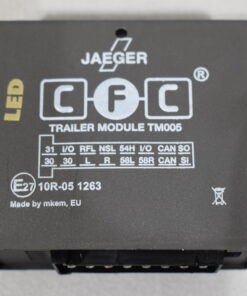 JAEGER
LED
CFC®
TRAILER MODULE TM005
31 I/O RFL NSL 54H I/O CAN SO
30 30 L R 58L 58R CAN SI
E27 10R-05 1263
Made by mkem, EU